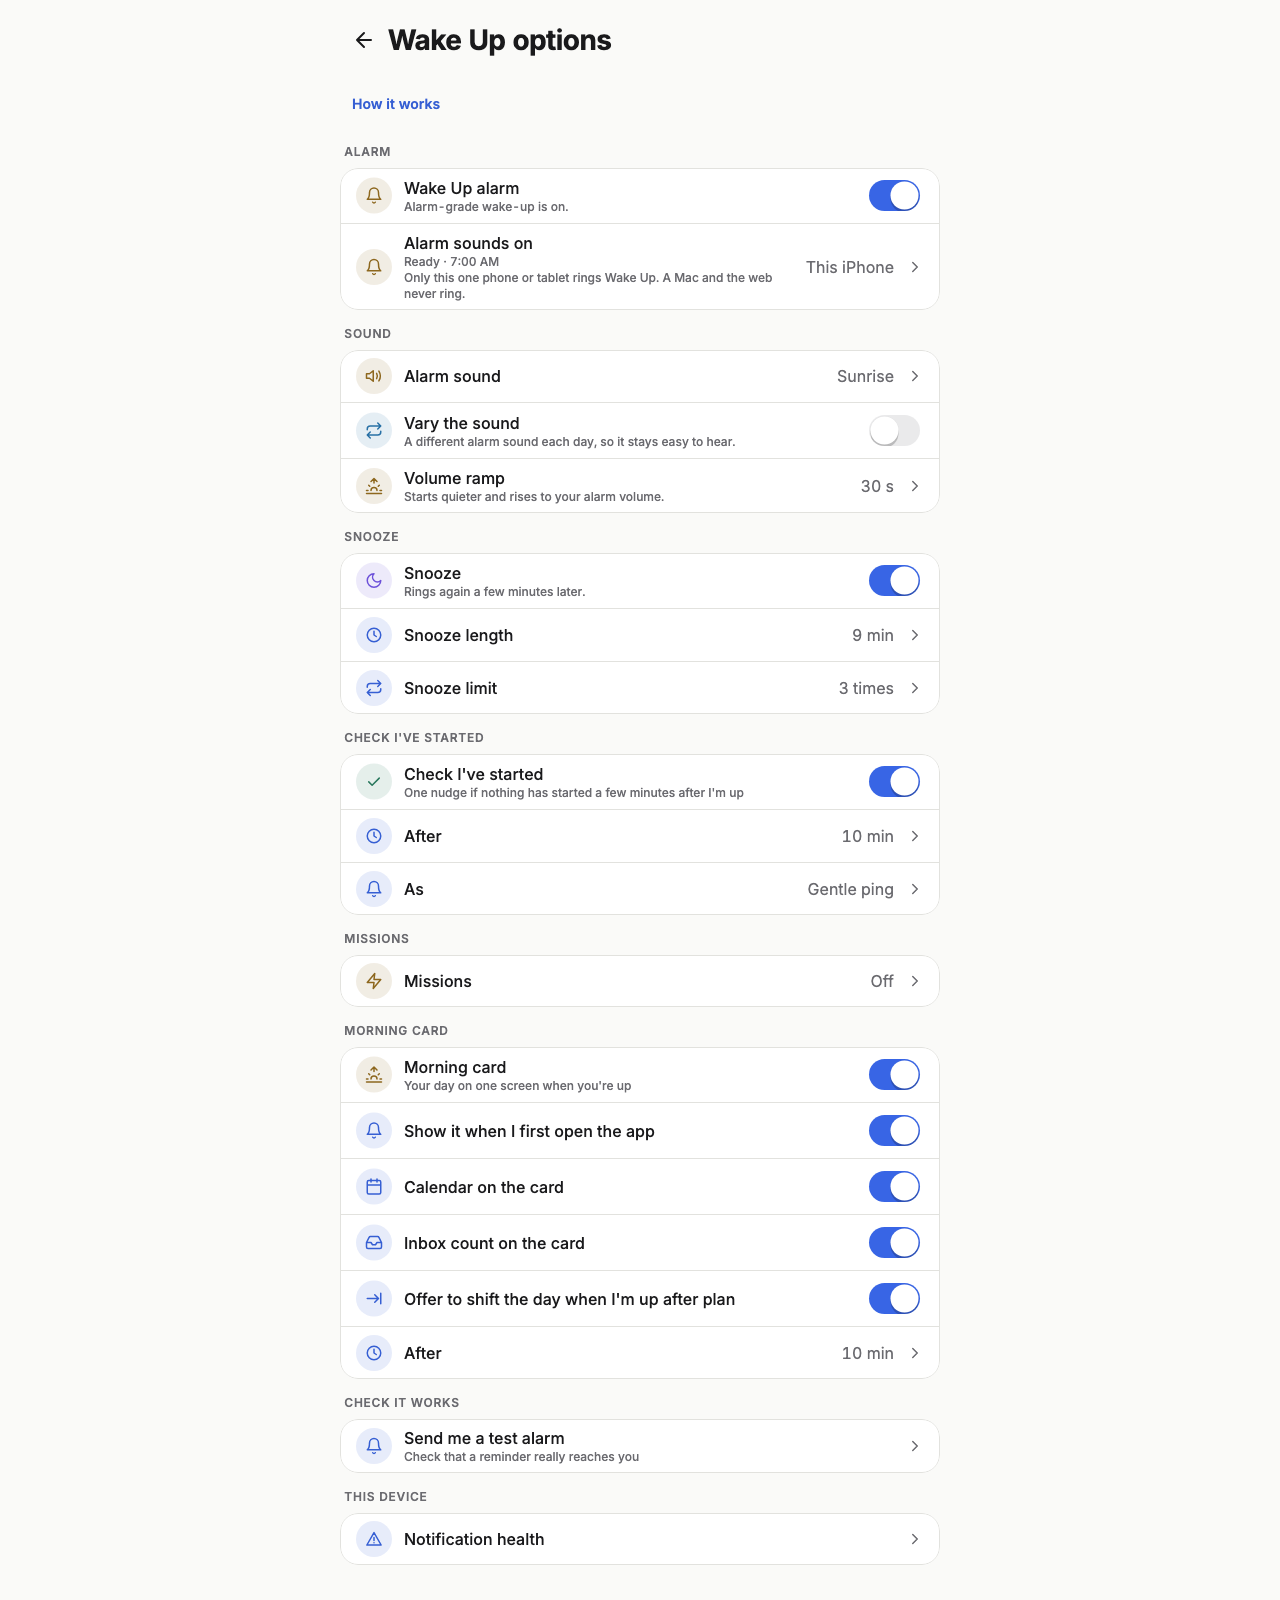 Wake Up options
How it works
ALARM
Wake Up alarm
Alarm-grade wake-up is on.
Alarm sounds on
Ready · 7:00 AM
Only this one phone or tablet rings Wake Up. A Mac and the web
never ring.
This iPhone
SOUND
Alarm sound
Sunrise
Vary the sound
A different alarm sound each day, so it stays easy to hear.
Volume ramp
Starts quieter and rises to your alarm volume.
30 s
SNOOZE
Snooze
Rings again a few minutes later.
Snooze length
9 min
Snooze limit
3 times
CHECK I'VE STARTED
Check I've started
One nudge if nothing has started a few minutes after I'm up
After
10 min
As
Gentle ping
MISSIONS
Missions
Off
MORNING CARD
Morning card
Your day on one screen when you're up
Show it when I first open the app
Calendar on the card
Inbox count on the card
Offer to shift the day when I'm up after plan
After
10 min
CHECK IT WORKS
Send me a test alarm
Check that a reminder really reaches you
THIS DEVICE
Notification health